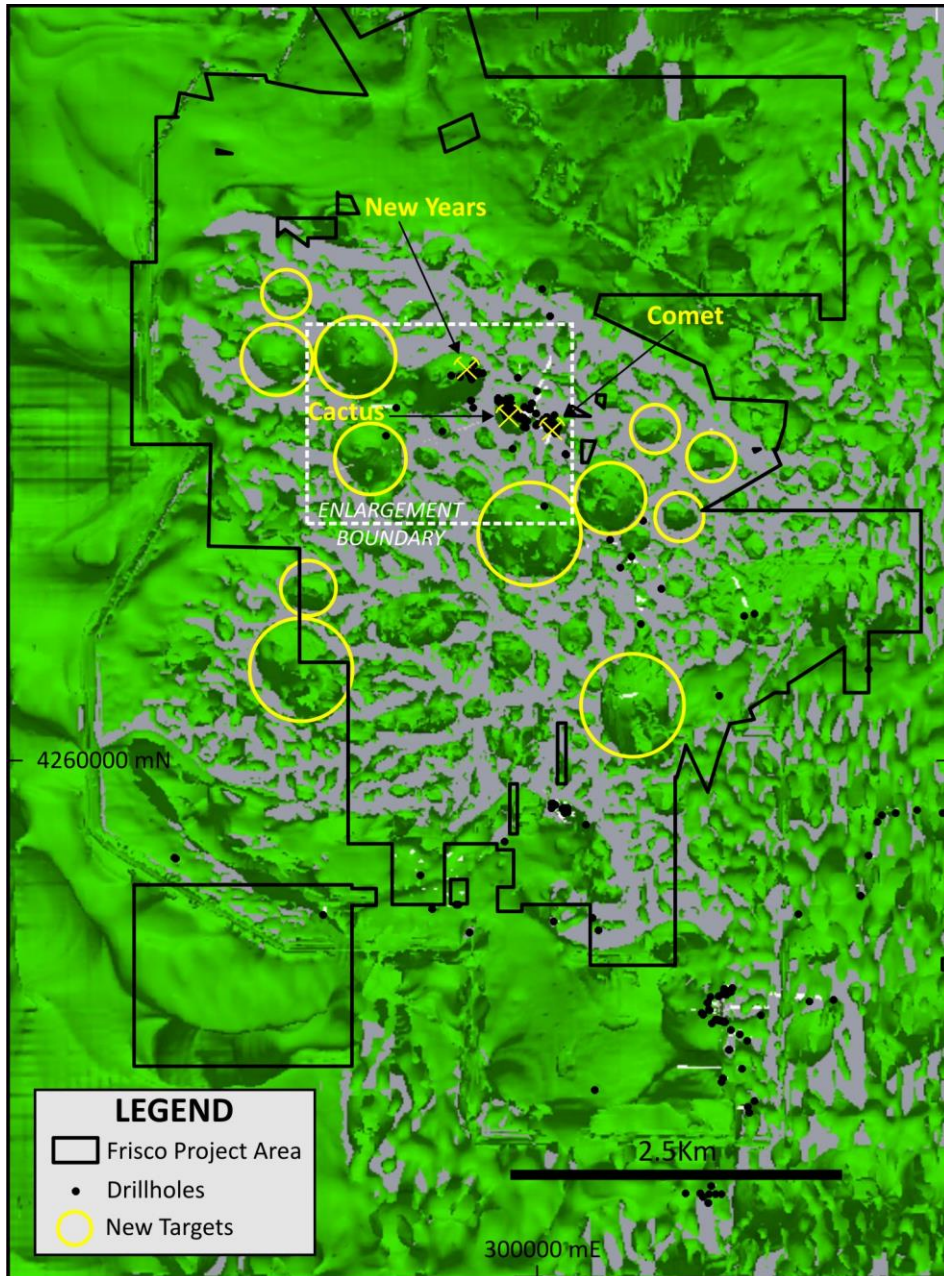 New Years
Comet
Cactus
ENLARGEMENT
BOUNDARY
4260000 mN
LEGEND
Frisco Project Area
Drillholes
New Targets
2.5Km
300000 mE